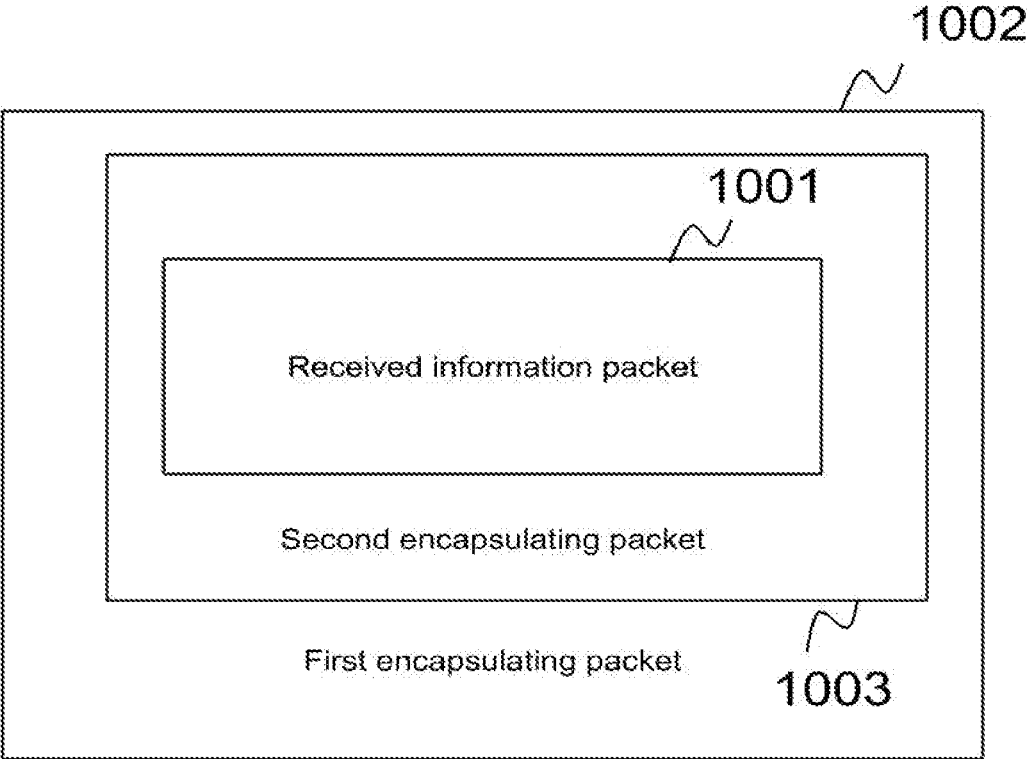 1002
1001
Received information packet
Second encapsulating packet
First encapsulating packet
1003